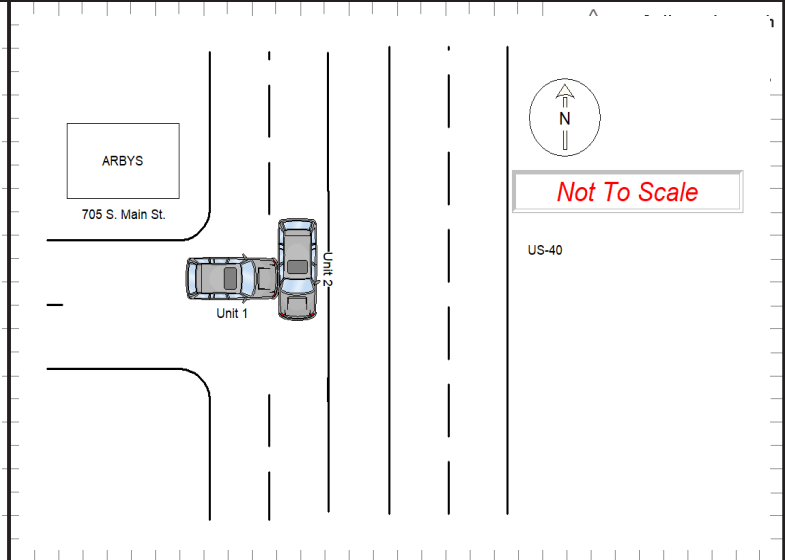 N
ARBYS
Not To Scale
705 S. Main St.
US-40
Unit 2
Unit 1